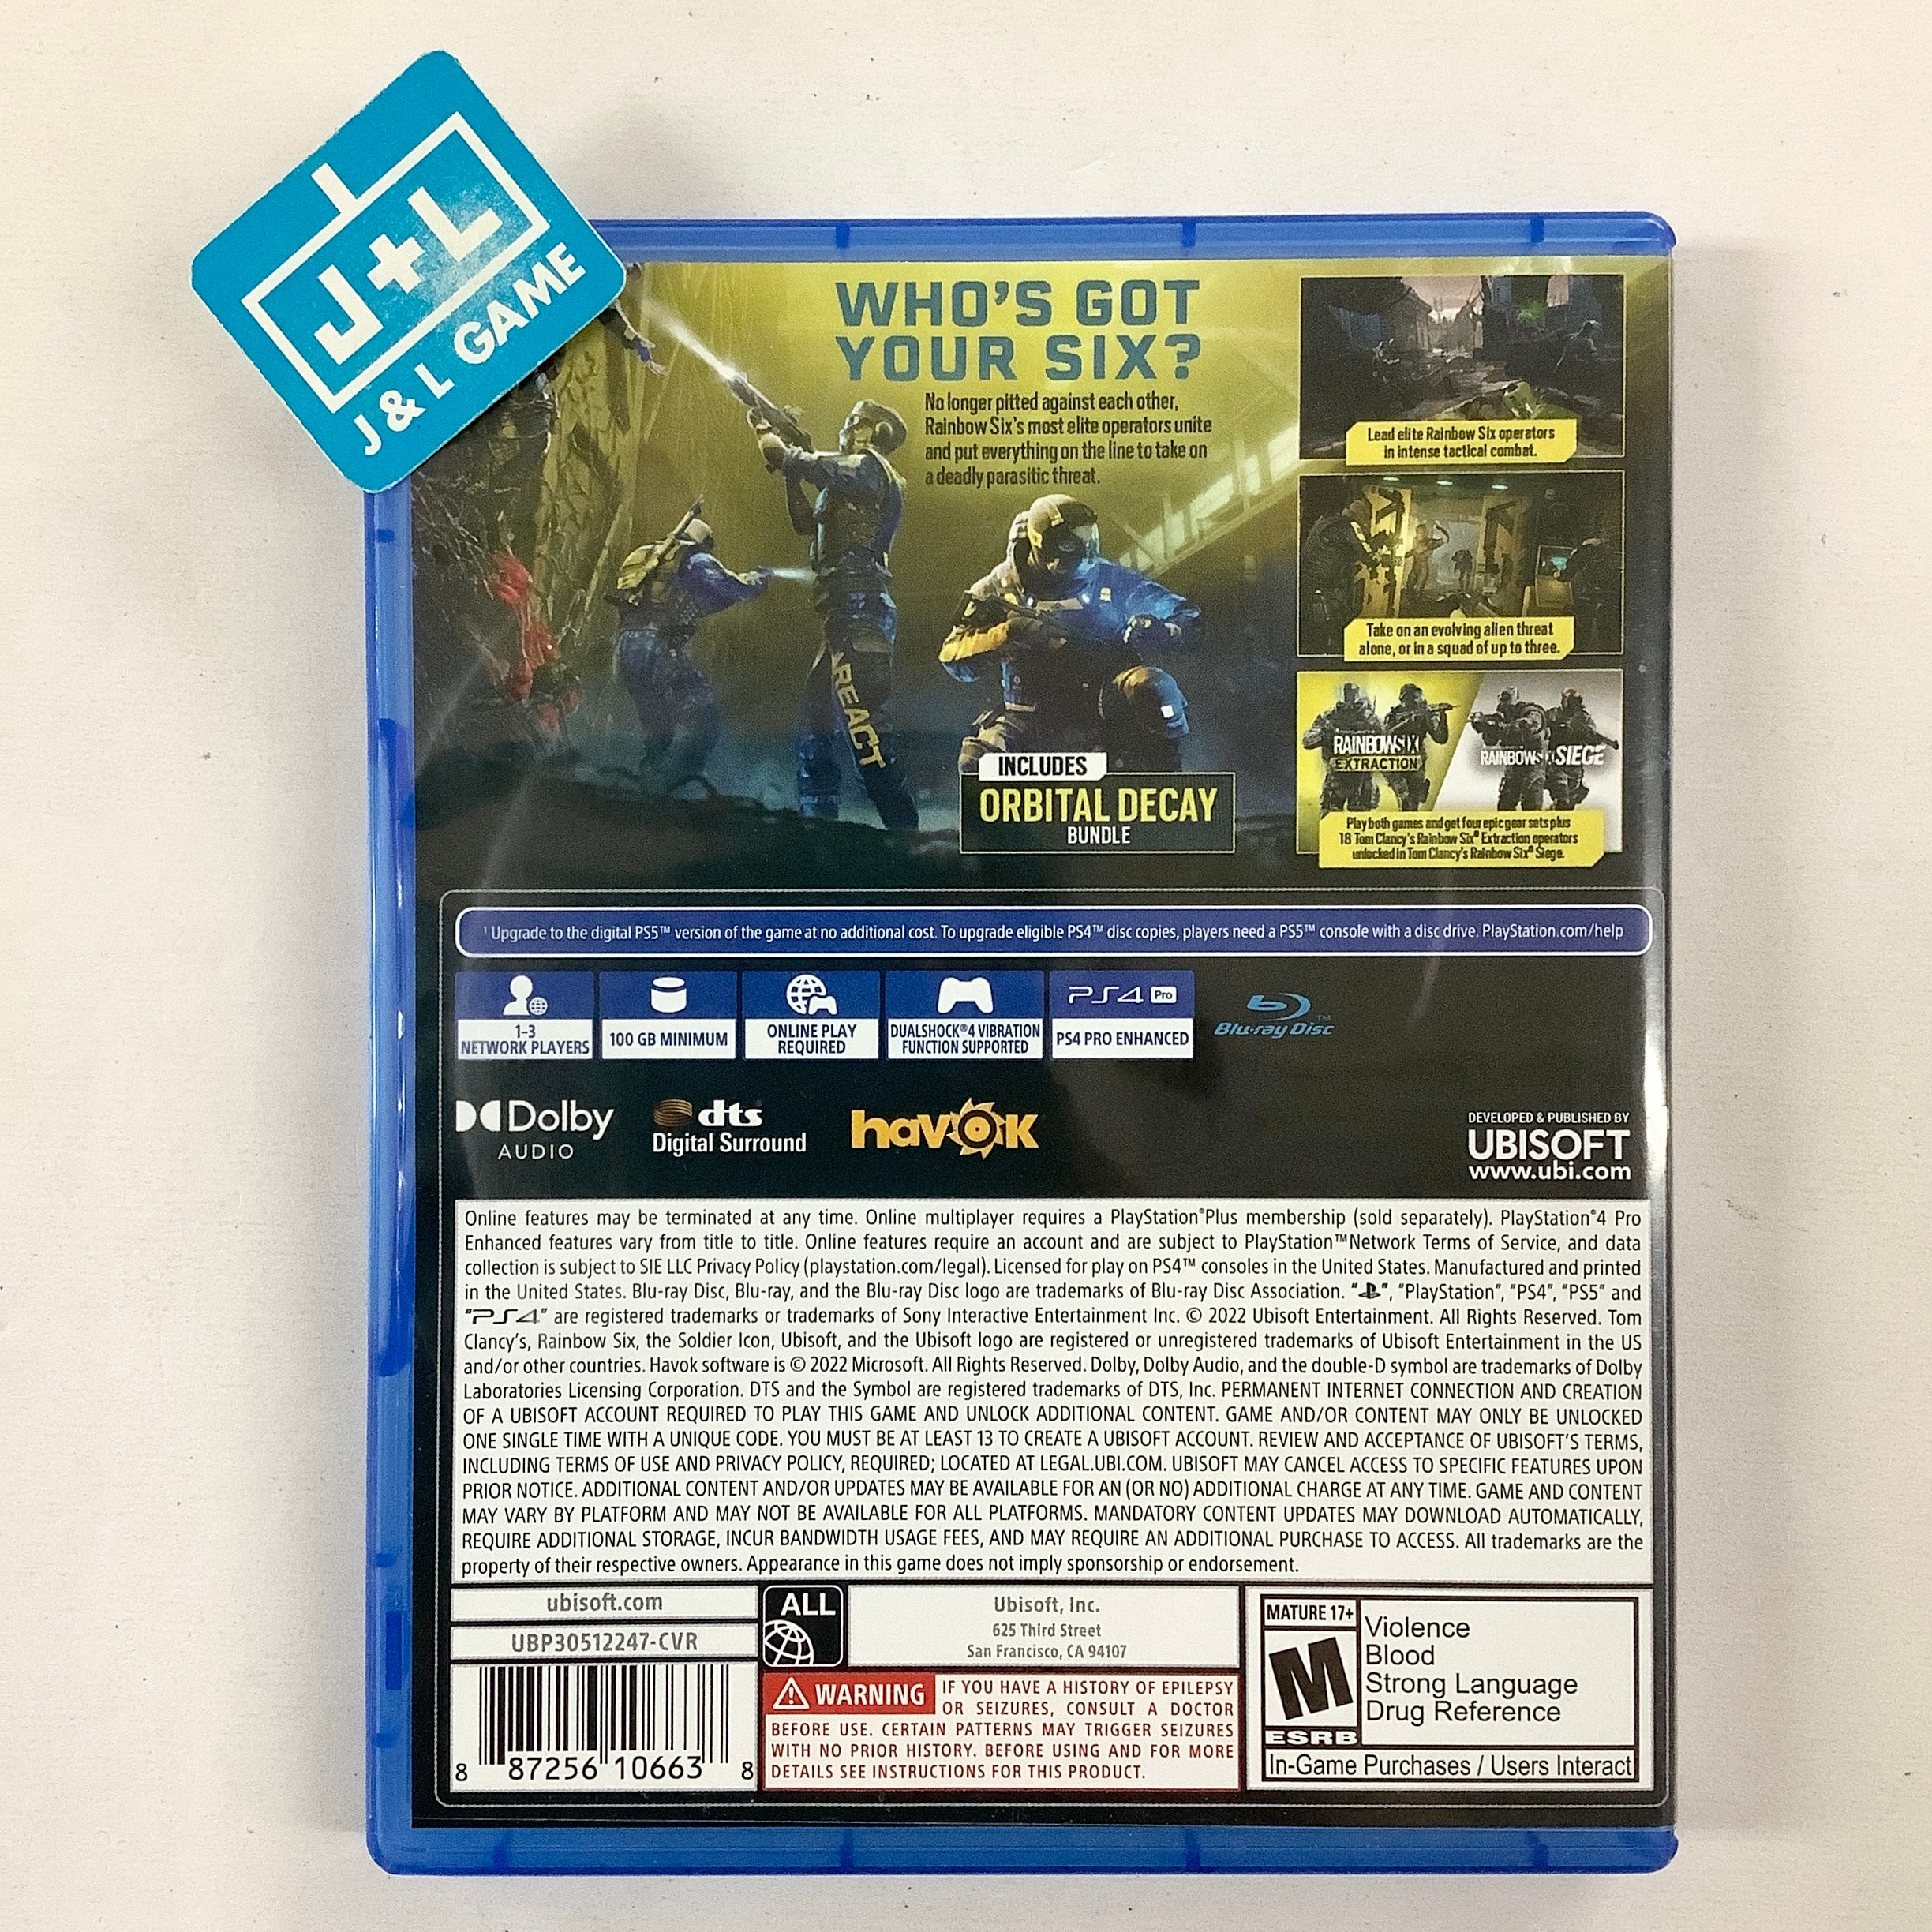 J+L
J & L GAME
WHO'S GOT
YOUR SIX?
No longer pitted against each other,
Rainbow Six's most elite operators unite
and put everything on the line to take on
a deadly parasitic threat.
REACT
INCLUDES
ORBITAL DECAY
BUNDLE
Lead elite Rainbow Six operators
in intense tactical combat.
Take on an evolving alien threat
alone, or in a squad of up to three.
RAINBOW SIX
EXTRACTION
RAINBOW SIX SIEGE
Play both games and get four epic gear sets plus
18 Tom Clancy's Rainbow Six® Extraction operators
unlocked in Tom Clancy's Rainbow Six® Siege.
¹ Upgrade to the digital PS5™ version of the game at no additional cost. To upgrade eligible PS4™ disc copies, players need a PS5™ console with a disc drive. PlayStation.com/help
1-3
NETWORK PLAYERS
100 GB MINIMUM
ONLINE PLAY
REQUIRED
DUALSHOCK®4 VIBRATION
FUNCTION SUPPORTED
PS4 Pro
PS4 PRO ENHANCED
Blu-ray Disc™
Dolby
AUDIO
dts
Digital Surround
havok
DEVELOPED & PUBLISHED BY
UBISOFT
www.ubi.com
Online features may be terminated at any time. Online multiplayer requires a PlayStation®Plus membership (sold separately). PlayStation®4 Pro
Enhanced features vary from title to title. Online features require an account and are subject to PlayStation™Network Terms of Service, and data
collection is subject to SIE LLC Privacy Policy (playstation.com/legal). Licensed for play on PS4™ consoles in the United States. Manufactured and printed
in the United States. Blu-ray Disc, Blu-ray, and the Blu-ray Disc logo are trademarks of Blu-ray Disc Association. "PS", "PlayStation", "PS4", "PS5" and
"PS4" are registered trademarks or trademarks of Sony Interactive Entertainment Inc. © 2022 Ubisoft Entertainment. All Rights Reserved. Tom
Clancy's, Rainbow Six, the Soldier Icon, Ubisoft, and the Ubisoft logo are registered or unregistered trademarks of Ubisoft Entertainment in the US
and/or other countries. Havok software is © 2022 Microsoft. All Rights Reserved. Dolby, Dolby Audio, and the double-D symbol are trademarks of Dolby
Laboratories Licensing Corporation. DTS and the Symbol are registered trademarks of DTS, Inc. PERMANENT INTERNET CONNECTION AND CREATION
OF A UBISOFT ACCOUNT REQUIRED TO PLAY THIS GAME AND UNLOCK ADDITIONAL CONTENT. GAME AND/OR CONTENT MAY ONLY BE UNLOCKED
ONE SINGLE TIME WITH A UNIQUE CODE. YOU MUST BE AT LEAST 13 TO CREATE A UBISOFT ACCOUNT. REVIEW AND ACCEPTANCE OF UBISOFT'S TERMS,
INCLUDING TERMS OF USE AND PRIVACY POLICY, REQUIRED; LOCATED AT LEGAL.UBI.COM. UBISOFT MAY CANCEL ACCESS TO SPECIFIC FEATURES UPON
PRIOR NOTICE. ADDITIONAL CONTENT AND/OR UPDATES MAY BE AVAILABLE FOR AN (OR NO) ADDITIONAL CHARGE AT ANY TIME. GAME AND CONTENT
MAY VARY BY PLATFORM AND MAY NOT BE AVAILABLE FOR ALL PLATFORMS. MANDATORY CONTENT UPDATES MAY DOWNLOAD AUTOMATICALLY,
REQUIRE ADDITIONAL STORAGE, INCUR BANDWIDTH USAGE FEES, AND MAY REQUIRE AN ADDITIONAL PURCHASE TO ACCESS. All trademarks are the
property of their respective owners. Appearance in this game does not imply sponsorship or endorsement.
ubisoft.com
UBP30512247-CVR
8 87256 10663 8
ALL
Ubisoft, Inc.
625 Third Street
San Francisco, CA 94107
WARNING IF YOU HAVE A HISTORY OF EPILEPSY
OR SEIZURES, CONSULT A DOCTOR
BEFORE USE. CERTAIN PATTERNS MAY TRIGGER SEIZURES
WITH NO PRIOR HISTORY. BEFORE USING AND FOR MORE
DETAILS SEE INSTRUCTIONS FOR THIS PRODUCT.
MATURE 17+
M
ESRB
Violence
Blood
Strong Language
Drug Reference
In-Game Purchases / Users Interact